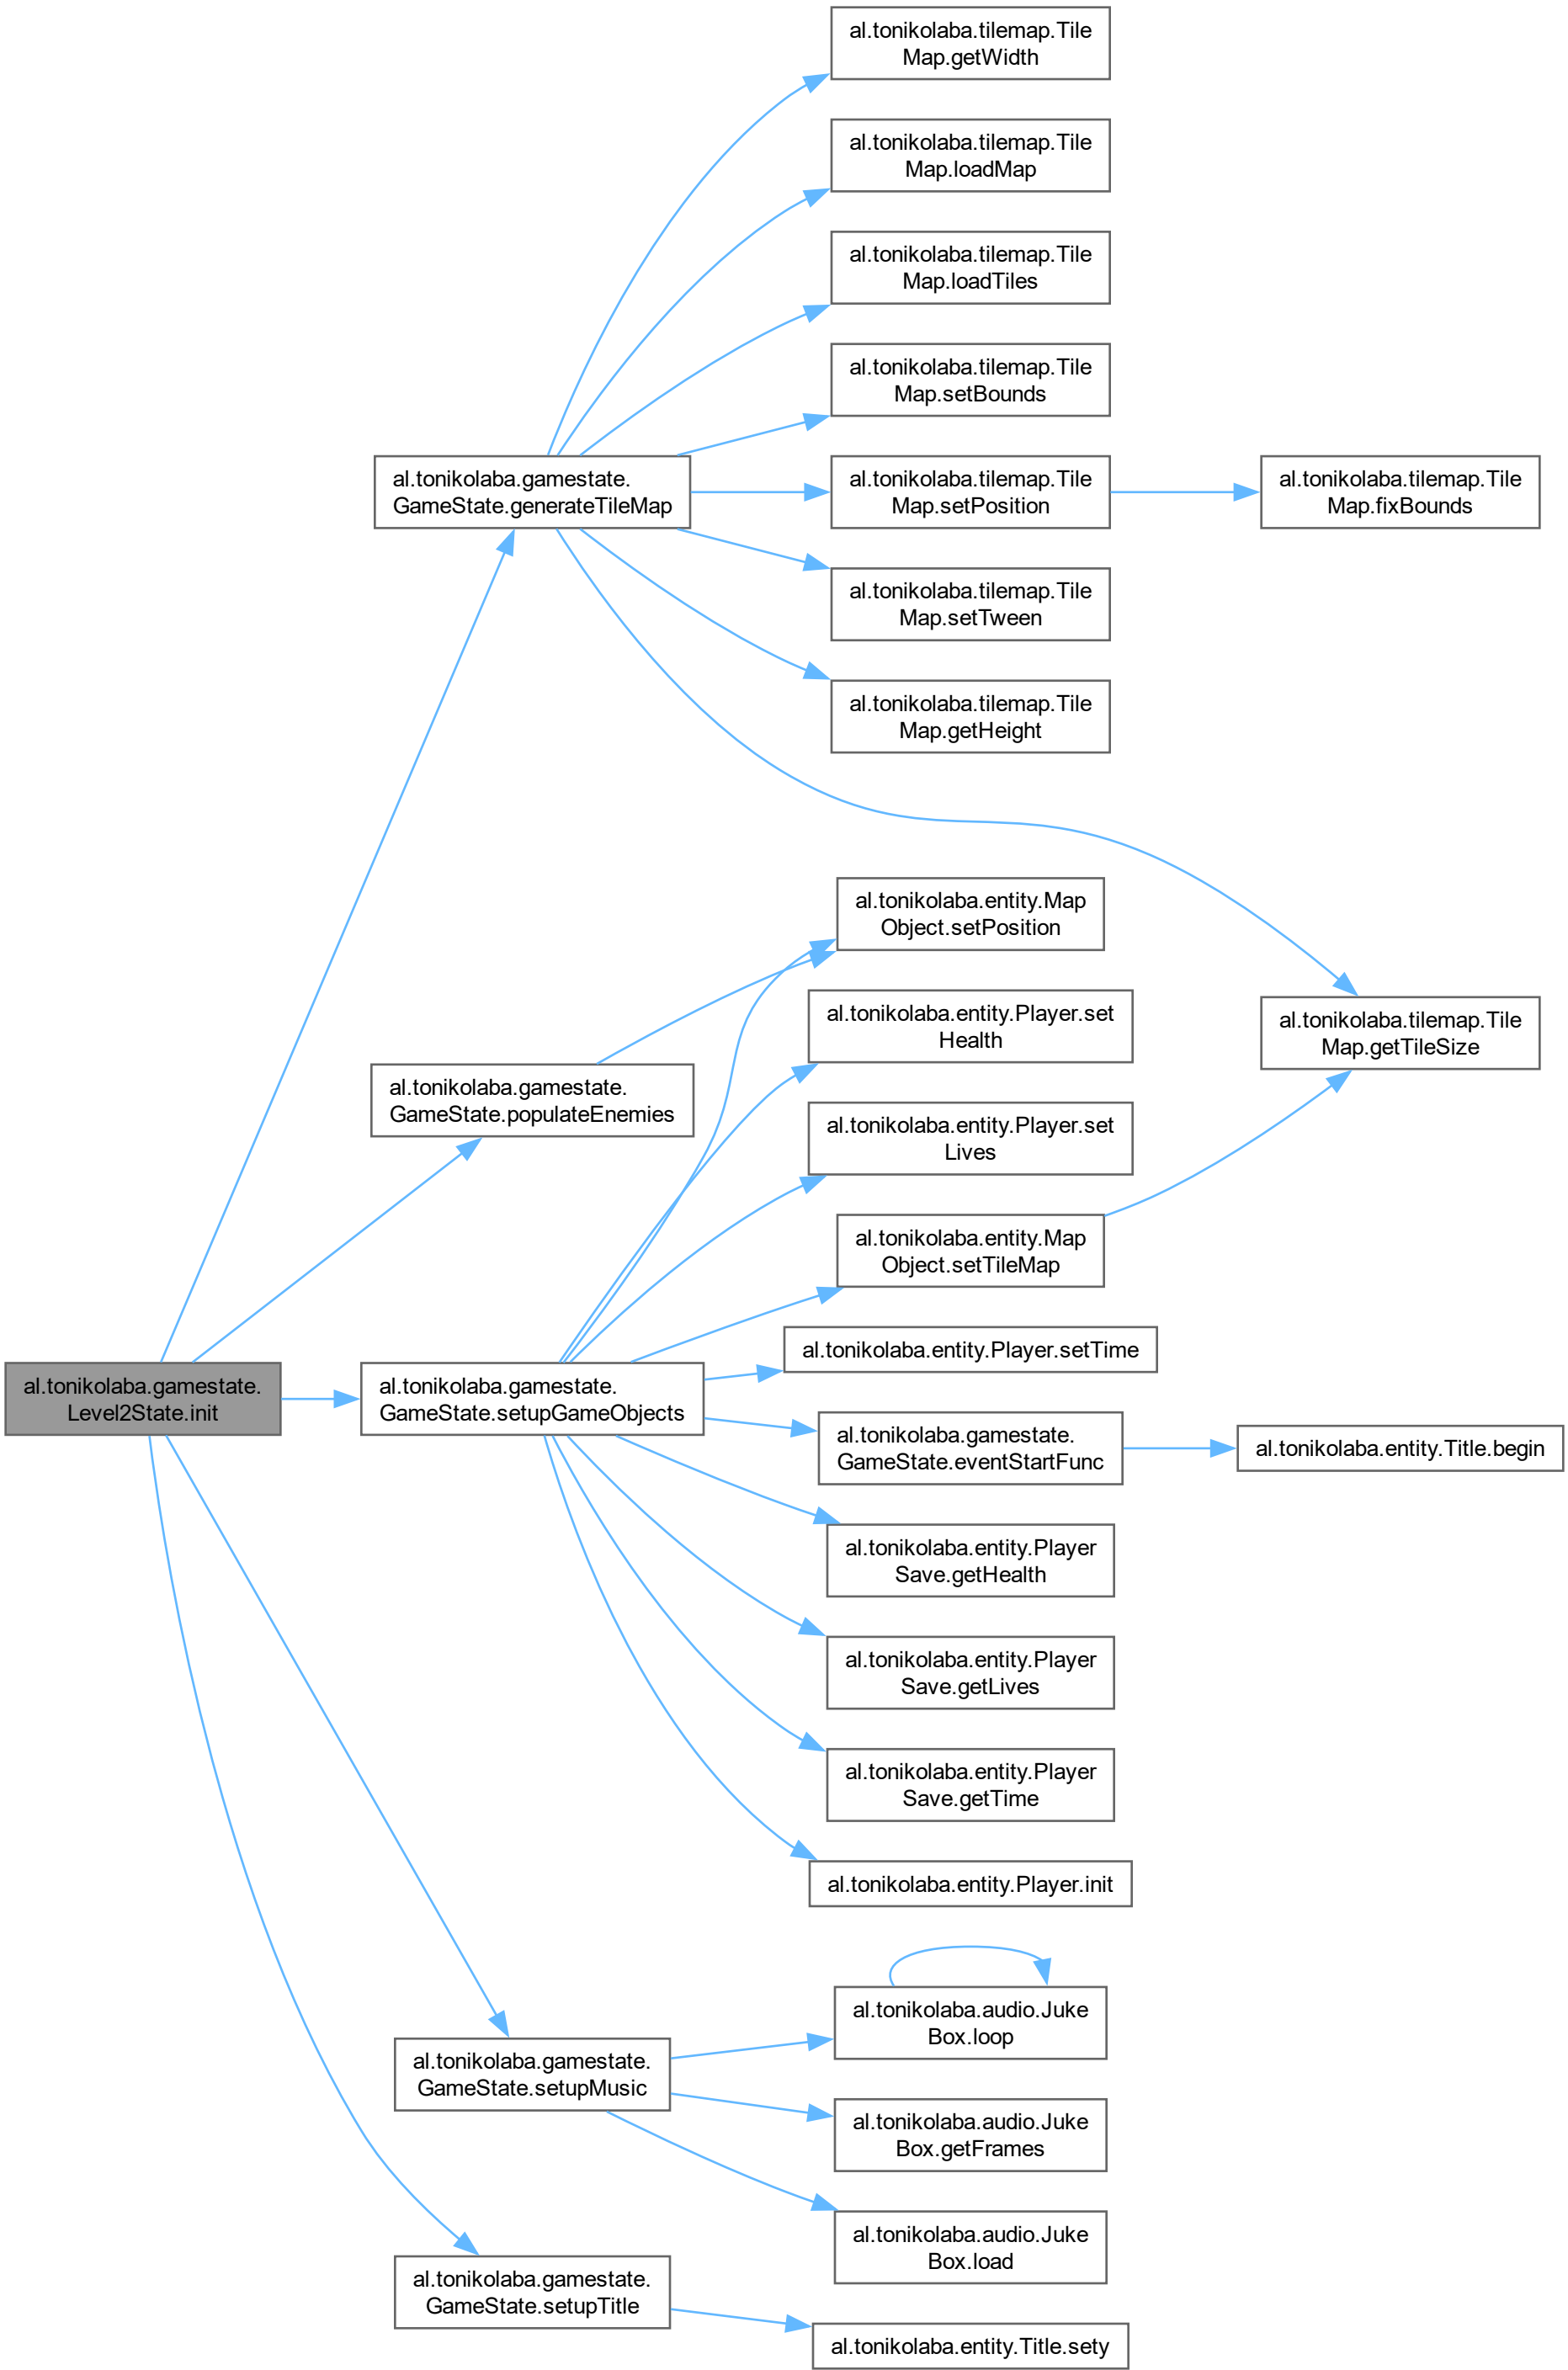 al.tonikolaba.gamestate.
Level2State.init
al.tonikolaba.gamestate.
GameState.generateTileMap
al.tonikolaba.tilemap.Tile
Map.getWidth
al.tonikolaba.tilemap.Tile
Map.loadMap
al.tonikolaba.tilemap.Tile
Map.loadTiles
al.tonikolaba.tilemap.Tile
Map.setBounds
al.tonikolaba.tilemap.Tile
Map.setPosition
al.tonikolaba.tilemap.Tile
Map.fixBounds
al.tonikolaba.tilemap.Tile
Map.setTween
al.tonikolaba.tilemap.Tile
Map.getHeight
al.tonikolaba.tilemap.Tile
Map.getTileSize
al.tonikolaba.gamestate.
GameState.populateEnemies
al.tonikolaba.entity.Map
Object.setPosition
al.tonikolaba.gamestate.
GameState.setupGameObjects
al.tonikolaba.entity.Player.set
Health
al.tonikolaba.entity.Player.set
Lives
al.tonikolaba.entity.Map
Object.setTileMap
al.tonikolaba.entity.Player.setTime
al.tonikolaba.gamestate.
GameState.eventStartFunc
al.tonikolaba.entity.Title.begin
al.tonikolaba.entity.Player
Save.getHealth
al.tonikolaba.entity.Player
Save.getLives
al.tonikolaba.entity.Player
Save.getTime
al.tonikolaba.entity.Player.init
al.tonikolaba.gamestate.
GameState.setupMusic
al.tonikolaba.audio.Juke
Box.loop
al.tonikolaba.audio.Juke
Box.getFrames
al.tonikolaba.audio.Juke
Box.load
al.tonikolaba.gamestate.
GameState.setupTitle
al.tonikolaba.entity.Title.sety